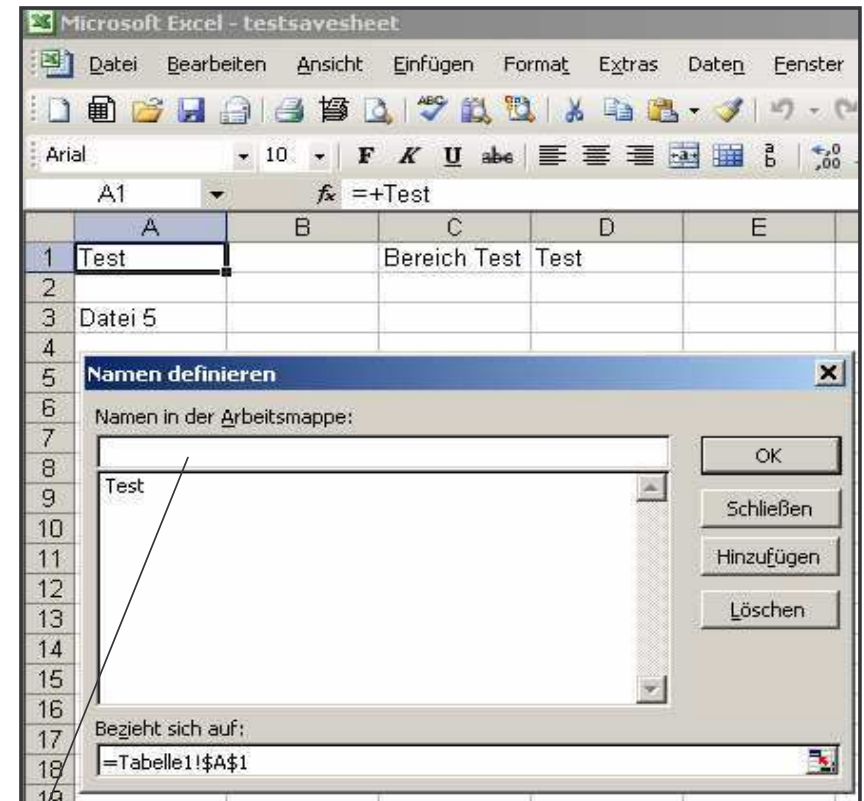 Microsoft Excel - testsavesheet
Datei Bearbeiten Ansicht Einfügen Format Extras Daten Fenster
Arial 10 F K U abc
A1 fx =+Test
A B C D E
1 Test Bereich Test Test
2
3 Datei 5
4
5
6
7
8
9
10
11
12
13
14
15
16
17
18
19
Namen definieren
Namen in der Arbeitsmappe:
OK
Test
Schließen
Hinzufügen
Löschen
Bezieht sich auf:
=Tabelle1!$A$1